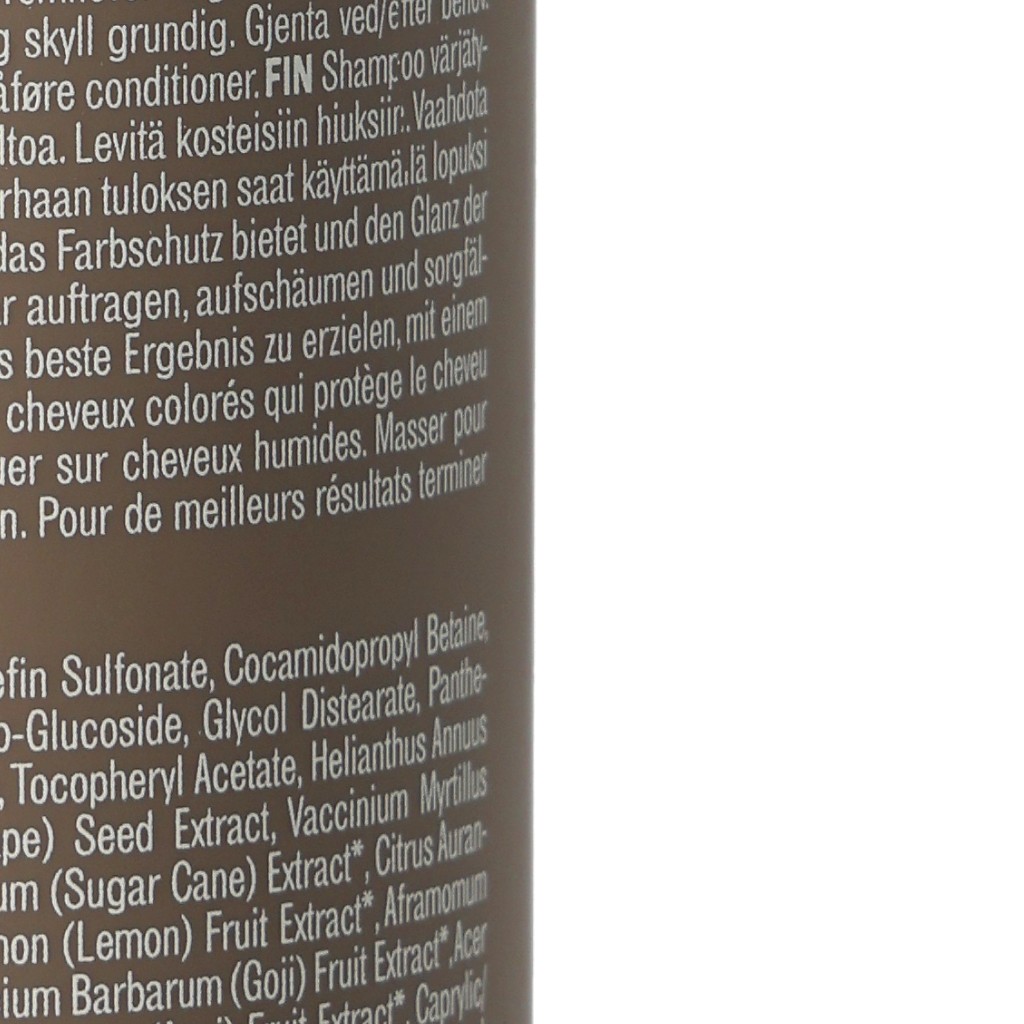 skyll grundig. Gjenta ved/etter behov.
åføre conditioner. FIN Shampoo värjäty-
ltoa. Levitä kosteisiin hiuksiin. Vaahdota
rhaan tuloksen saat käyttämällä lopuksi
das Farbschutz bietet und den Glanz der
r auftragen, aufschäumen und sorgfäl-
s beste Ergebnis zu erzielen, mit einem
cheveux colorés qui protège le cheveu
uer sur cheveux humides. Masser pour
n. Pour de meilleurs résultats terminer
efin Sulfonate, Cocamidopropyl Betaine,
o-Glucoside, Glycol Distearate, Panthe-
, Tocopheryl Acetate, Helianthus Annuus
pe) Seed Extract, Vaccinium Myrtillus
um (Sugar Cane) Extract*, Citrus Auran-
non (Lemon) Fruit Extract*, Aframomum
ium Barbarum (Goji) Fruit Extract*, Acer
Fruit Extract*, Caprylic/